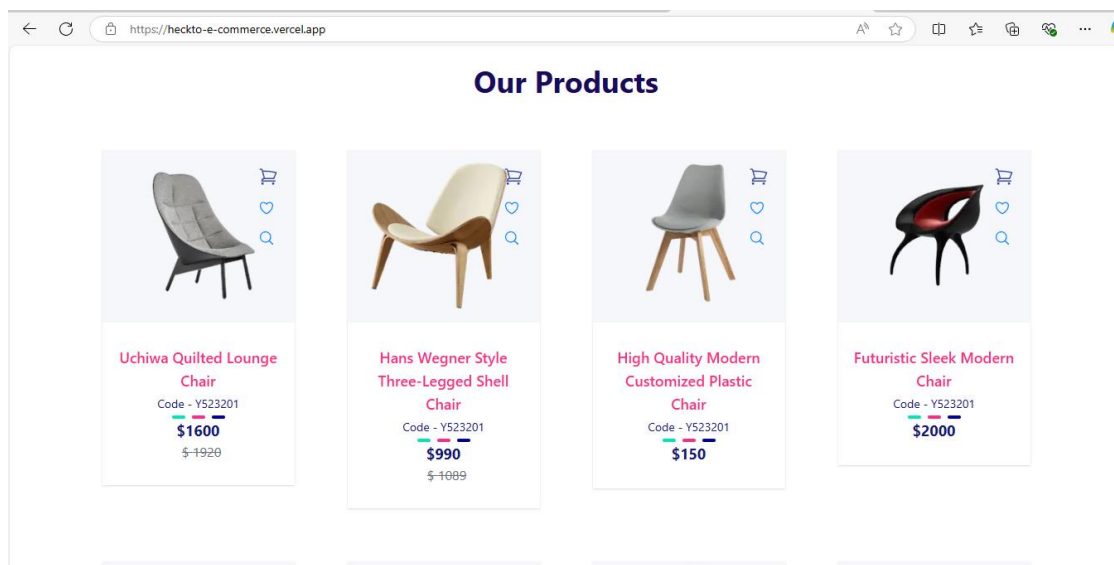 https://heckto-e-commerce.vercel.app
Our Products
Uchiwa Quilted Lounge
Chair
Code - Y523201
$1600
$ 1920
Hans Wegner Style
Three-Legged Shell
Chair
Code - Y523201
$990
$ 1089
High Quality Modern
Customized Plastic
Chair
Code - Y523201
$150
Futuristic Sleek Modern
Chair
Code - Y523201
$2000